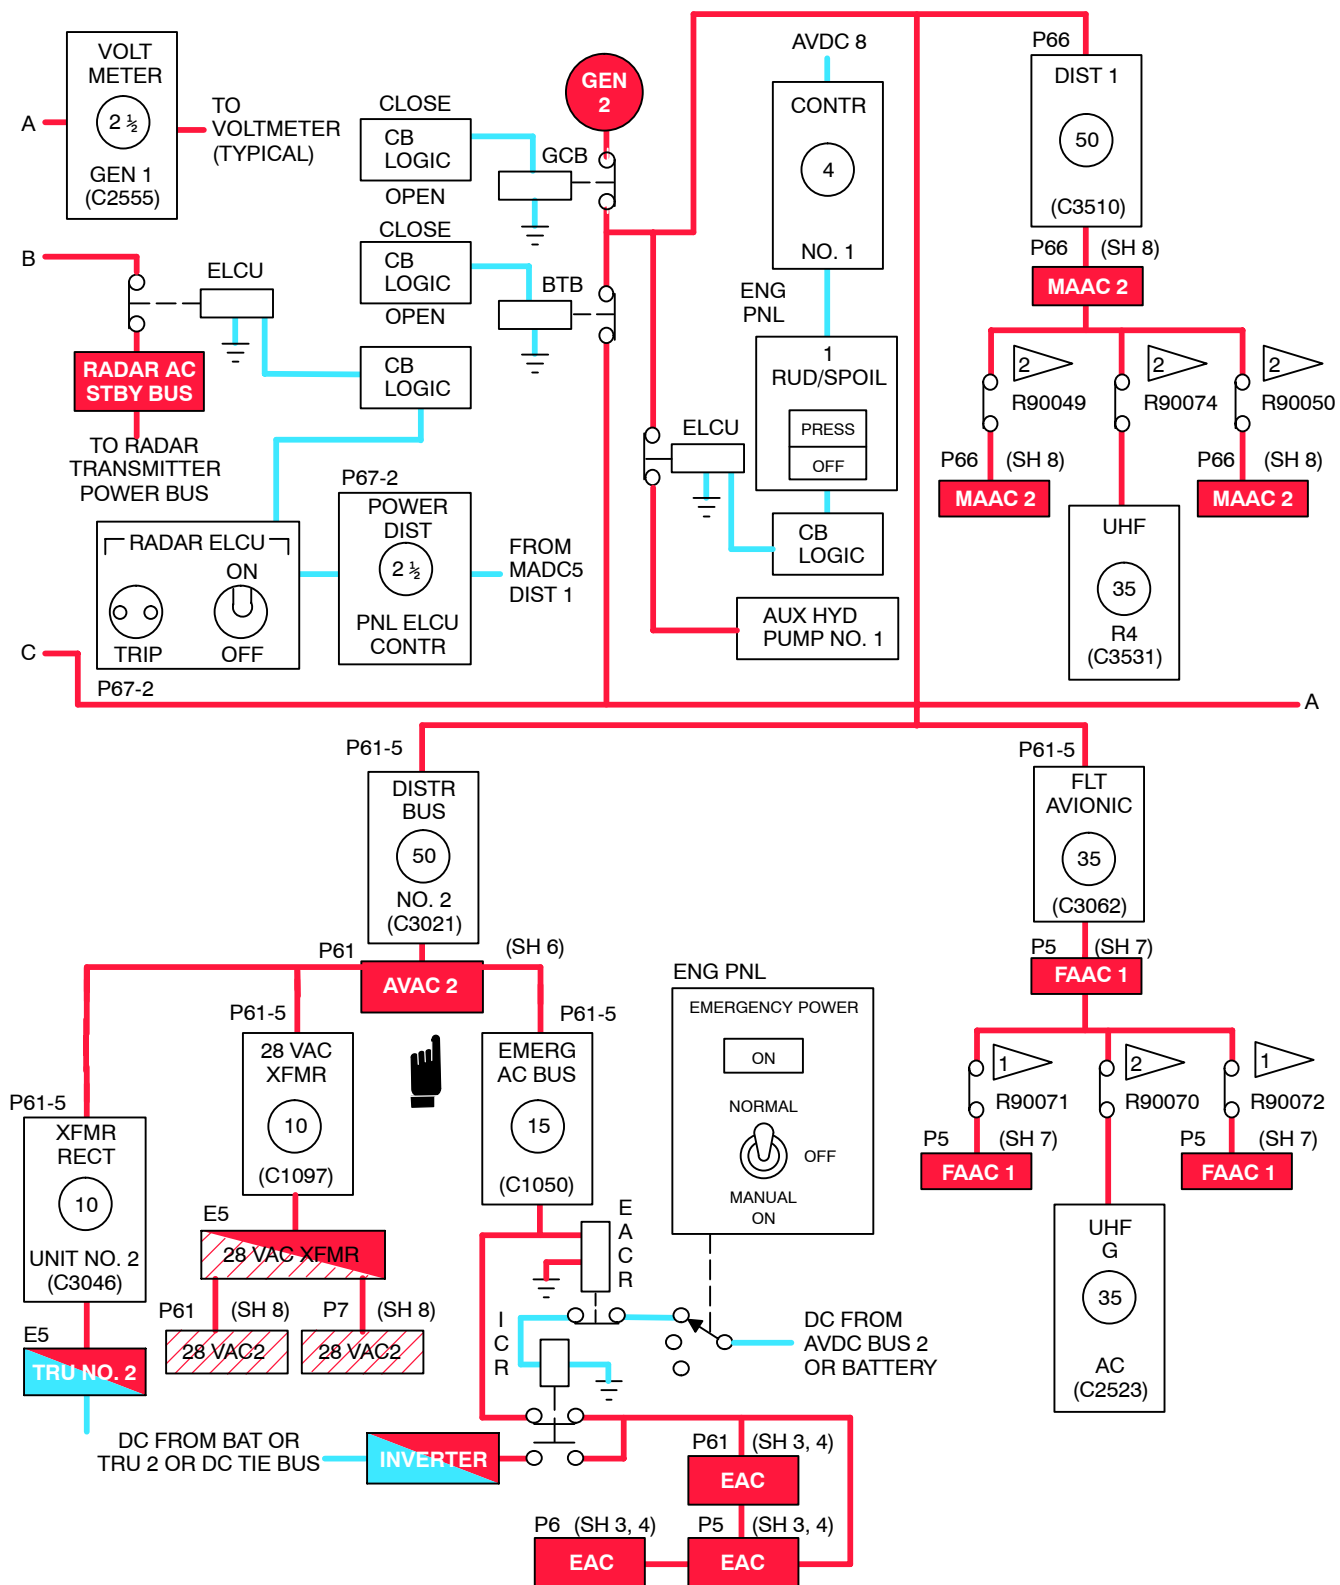 VOLT
METER
2 ½
GEN 1
(C2555)
A
TO
VOLTMETER
(TYPICAL)
CLOSE
CB
LOGIC
OPEN
GCB
GEN
2
CLOSE
CB
LOGIC
OPEN
BTB
AVDC 8
CONTR
4
NO. 1
ENG
PNL
1
RUD/SPOIL
PRESS
OFF
CB
LOGIC
ELCU
AUX HYD
PUMP NO. 1
P66
DIST 1
50
(C3510)
P66 (SH 8)
MAAC 2
2
R90049
2
R90074
2
R90050
P66 (SH 8)
MAAC 2
P66 (SH 8)
MAAC 2
UHF
35
R4
(C3531)
B
ELCU
RADAR AC
STBY BUS
TO RADAR
TRANSMITTER
POWER BUS
CB
LOGIC
P67-2
POWER
DIST
2 ½
PNL ELCU
CONTR
FROM
MADC5
DIST 1
RADAR ELCU
ON
TRIP
OFF
P67-2
C
A
P61-5
DISTR
BUS
50
NO. 2
(C3021)
P61 (SH 6)
AVAC 2
P61-5
FLT
AVIONIC
35
(C3062)
P5 (SH 7)
FAAC 1
1
R90071
2
R90070
1
R90072
P5 (SH 7)
FAAC 1
P5 (SH 7)
FAAC 1
UHF
G
35
AC
(C2523)
P61-5
28 VAC
XFMR
10
(C1097)
P61-5
EMERG
AC BUS
15
(C1050)
P61-5
XFMR
RECT
10
UNIT NO. 2
(C3046)
E5
TRU NO. 2
E5
28 VAC XFMR
P61 (SH 8)
28 VAC2
P7 (SH 8)
28 VAC2
ENG PNL
EMERGENCY POWER
ON
NORMAL
OFF
MANUAL
ON
E
A
C
R
I
C
R
DC FROM
AVDC BUS 2
OR BATTERY
DC FROM BAT OR
TRU 2 OR DC TIE BUS
INVERTER
P61 (SH 3, 4)
EAC
P6 (SH 3, 4)
EAC
P5 (SH 3, 4)
EAC